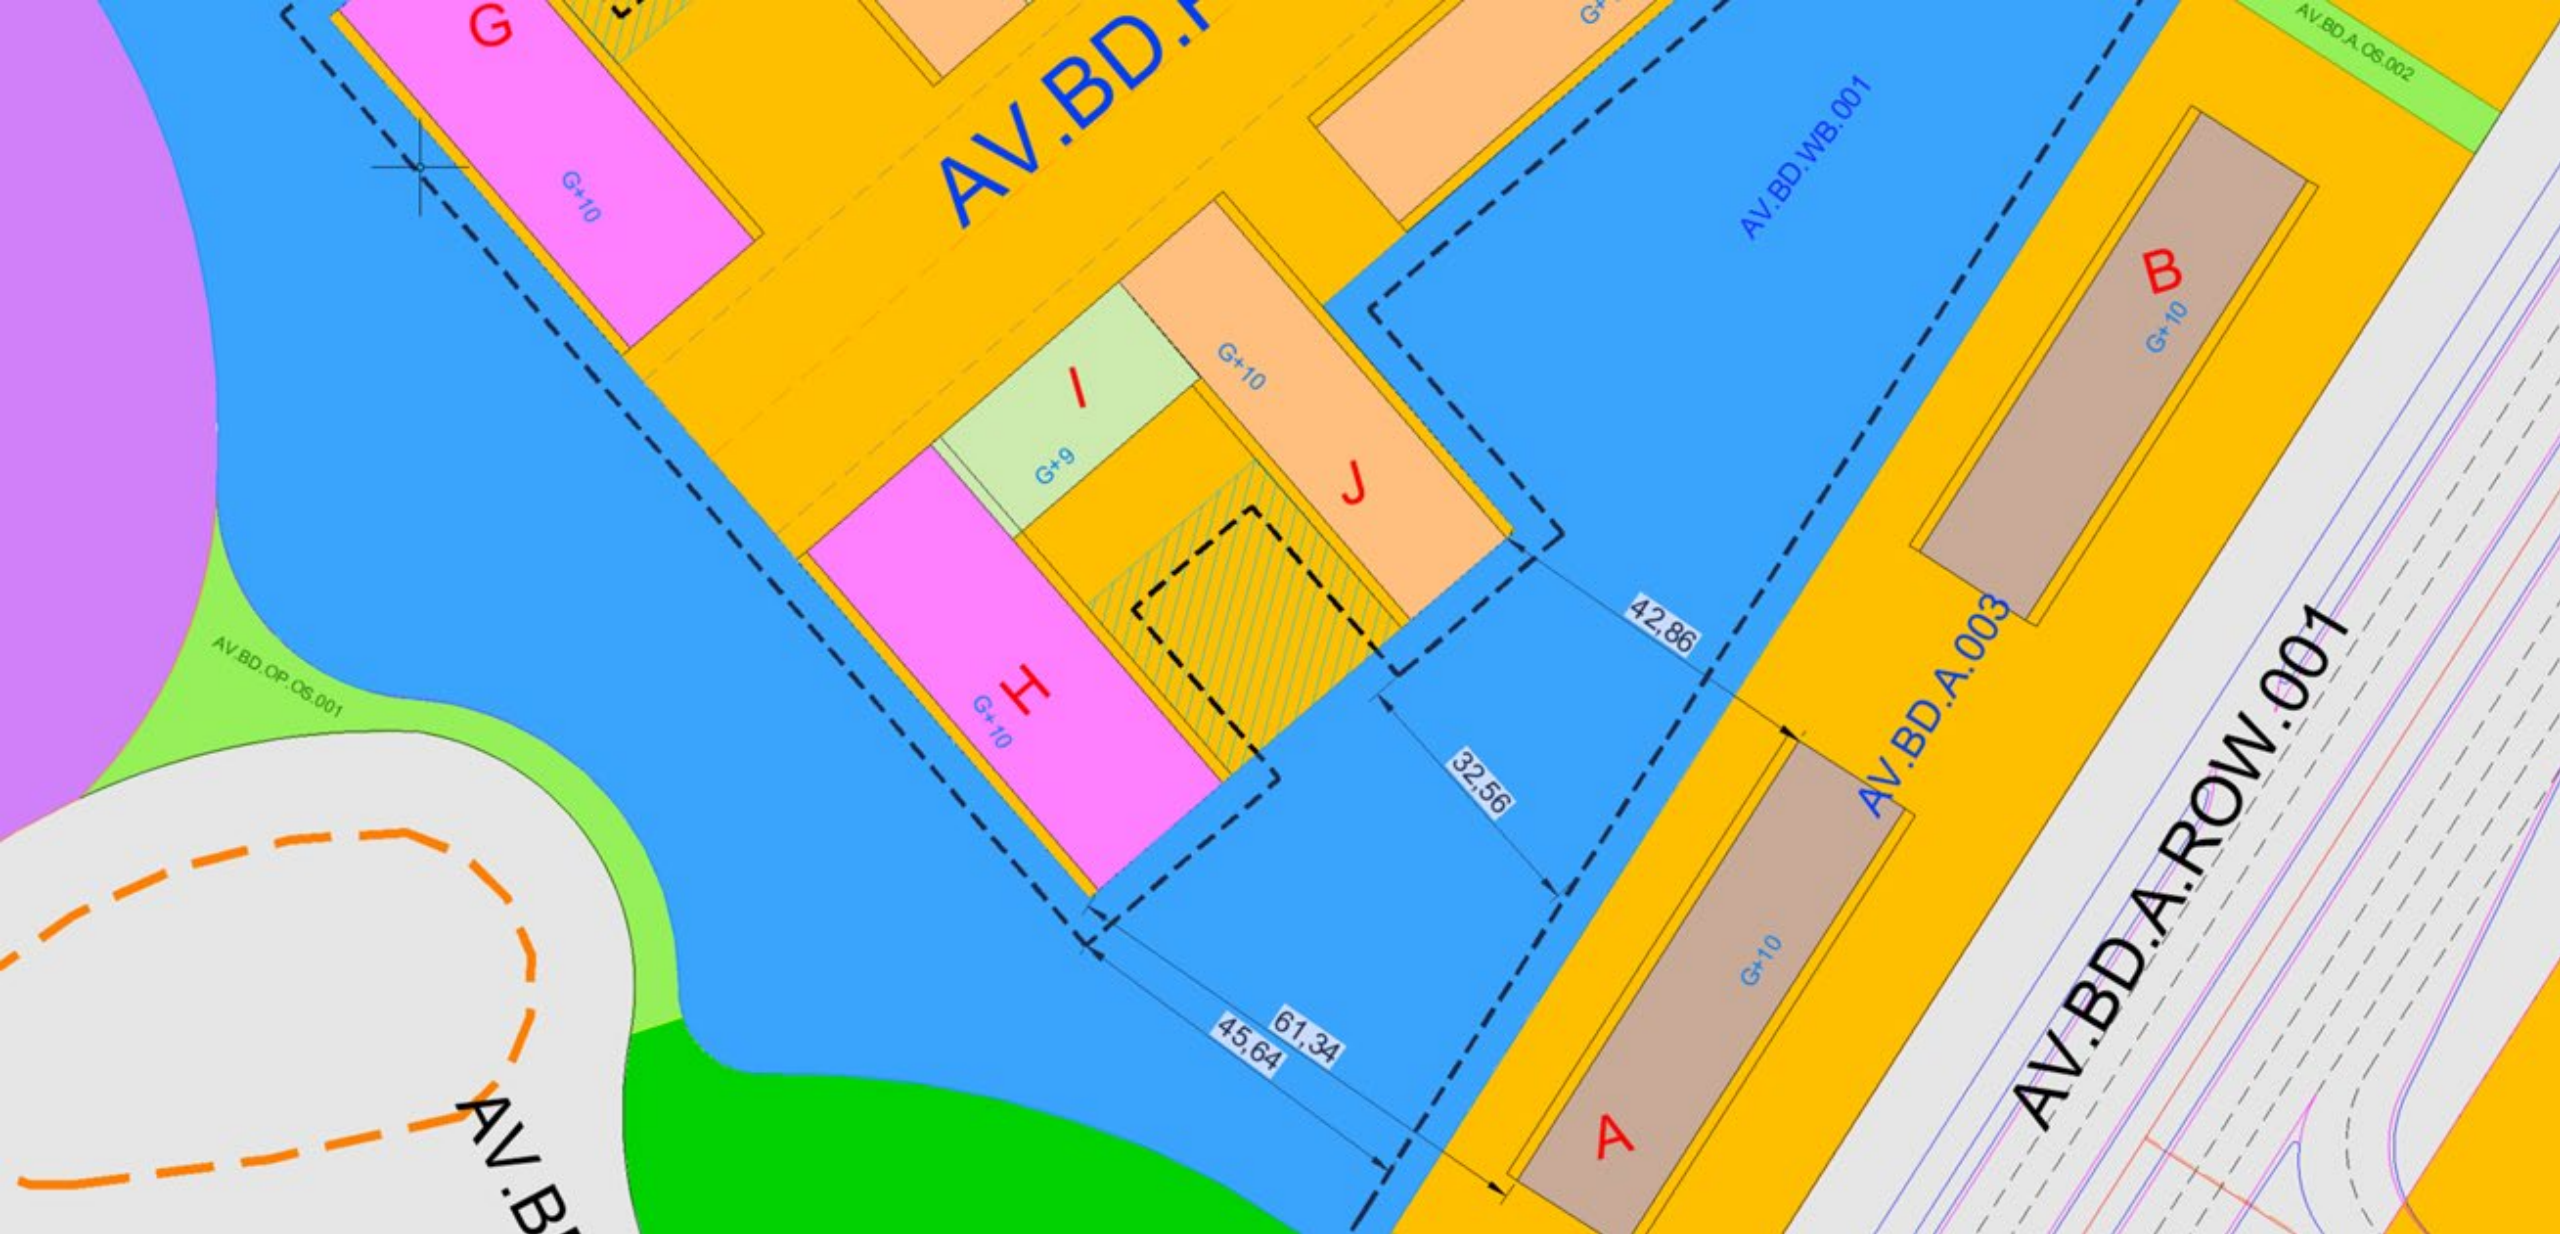 G
G+10
AV.BD.
G+
AV.BD.WB.001
AV.BD.A.OS.002
B
G+10
I
G+9
G+10
J
H
G+10
AV.BD.OP.OS.001
42,86
32,56
AV.BD.A.003
AV.BD.A.ROW.001
61,34
45,64
G+10
A
AV.B